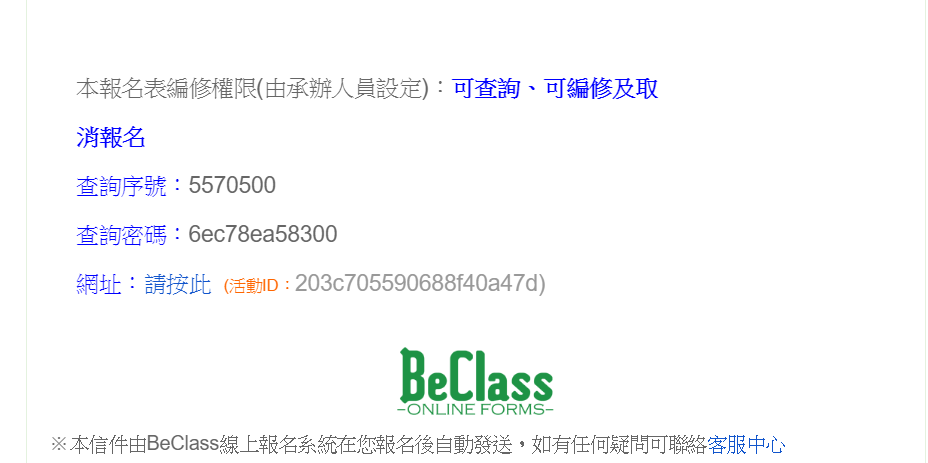 本報名表編修權限(由承辦人員設定)：可查詢、可編修及取
消報名
查詢序號：5570500
查詢密碼：6ec78ea58300
網址：請按此 (活動ID：203c705590688f40a47d)
BeClass
-ONLINE FORMS-
※本信件由BeClass線上報名系統在您報名後自動發送，如有任何疑問可聯絡客服中心